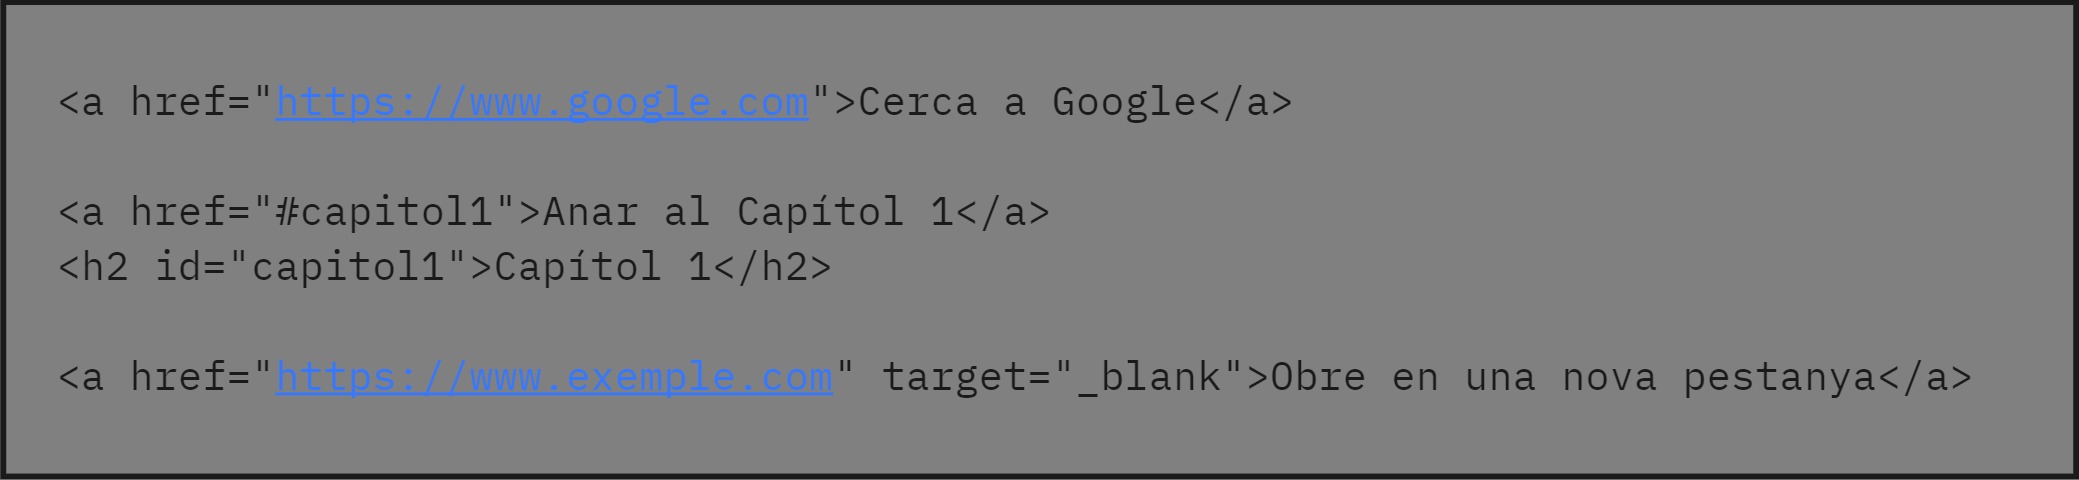 <a href="https://www.google.com">Cerca a Google</a>
<a href="#capitol1">Anar al Capítol 1</a>
<h2 id="capitol1">Capítol 1</h2>
<a href="https://www.exemple.com" target="_blank">Obre en una nova pestanya</a>